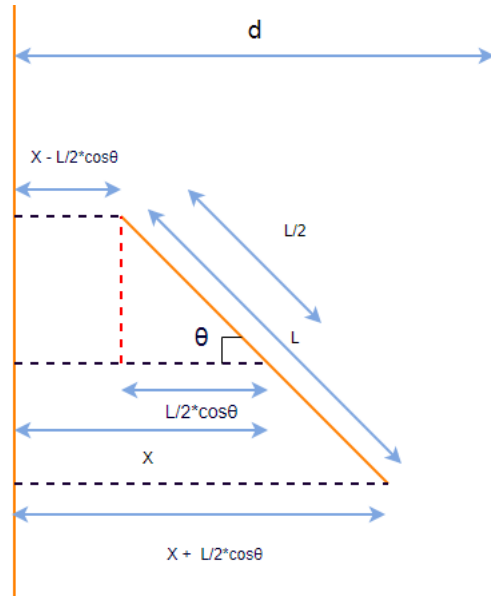 d
X - L/2*cosθ
L/2
θ
L
L/2*cosθ
X
X + L/2*cosθ